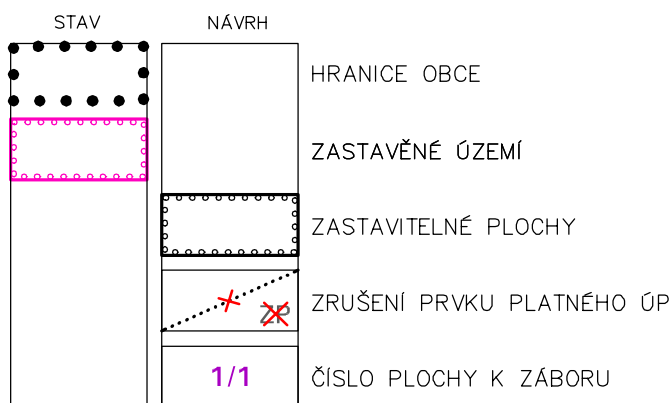 STAV NÁVRH
HRANICE OBCE
ZASTAVĚNÉ ÚZEMÍ
ZASTAVITELNÉ PLOCHY
ZP ZRUŠENÍ PRVKU PLATNÉHO ÚP
1/1 ČÍSLO PLOCHY K ZÁBORU